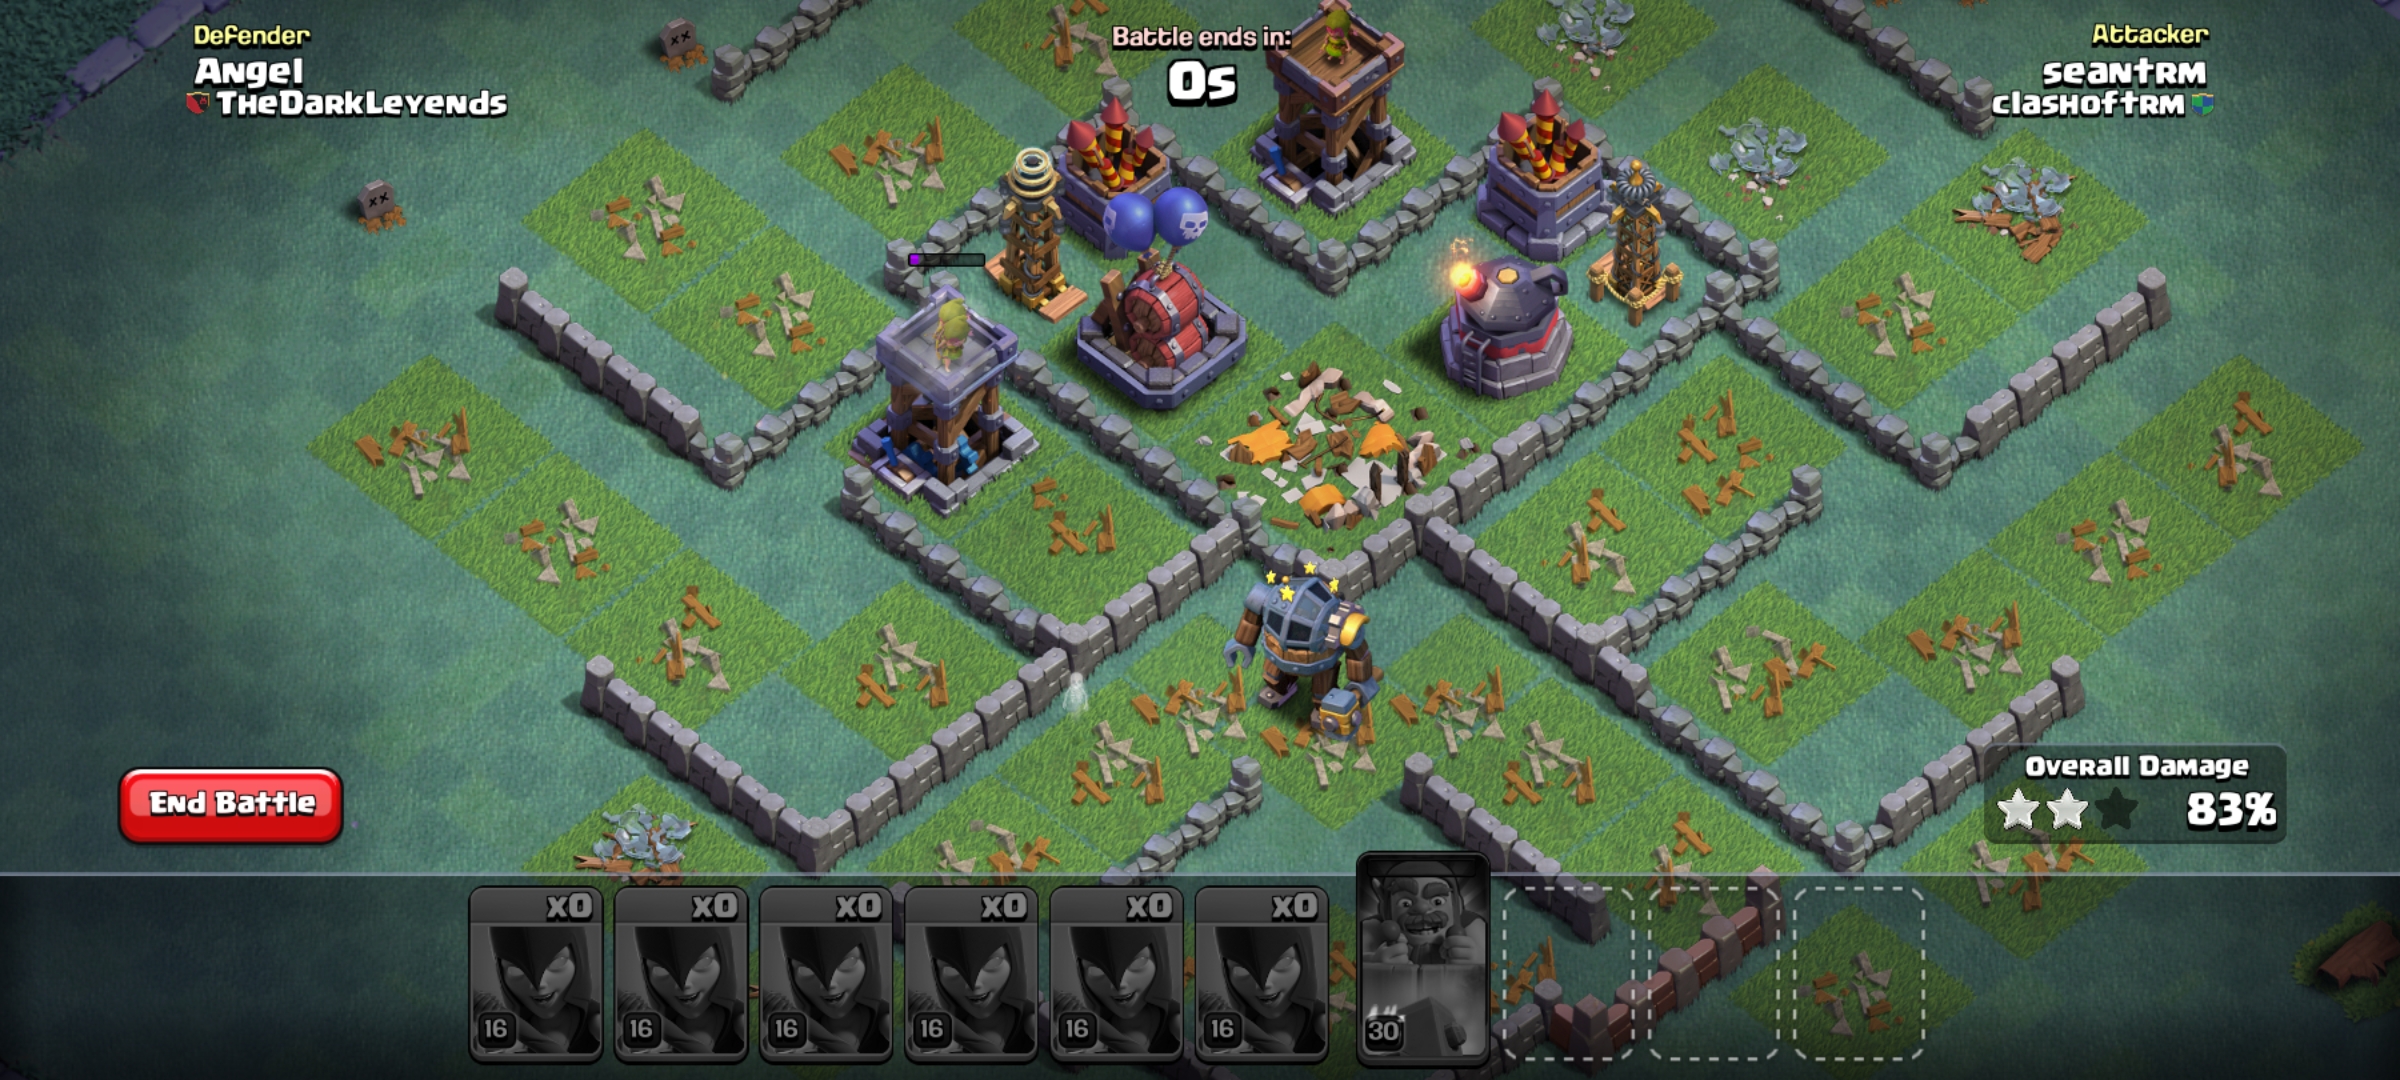 Defender
Angel
TheDarkLeyends
Battle ends in:
0s
Attacker
seantRM
clashoftRM
End Battle
Overall Damage
83%
x0 x0 x0 x0 x0 x0
16 16 16 16 16 16 30